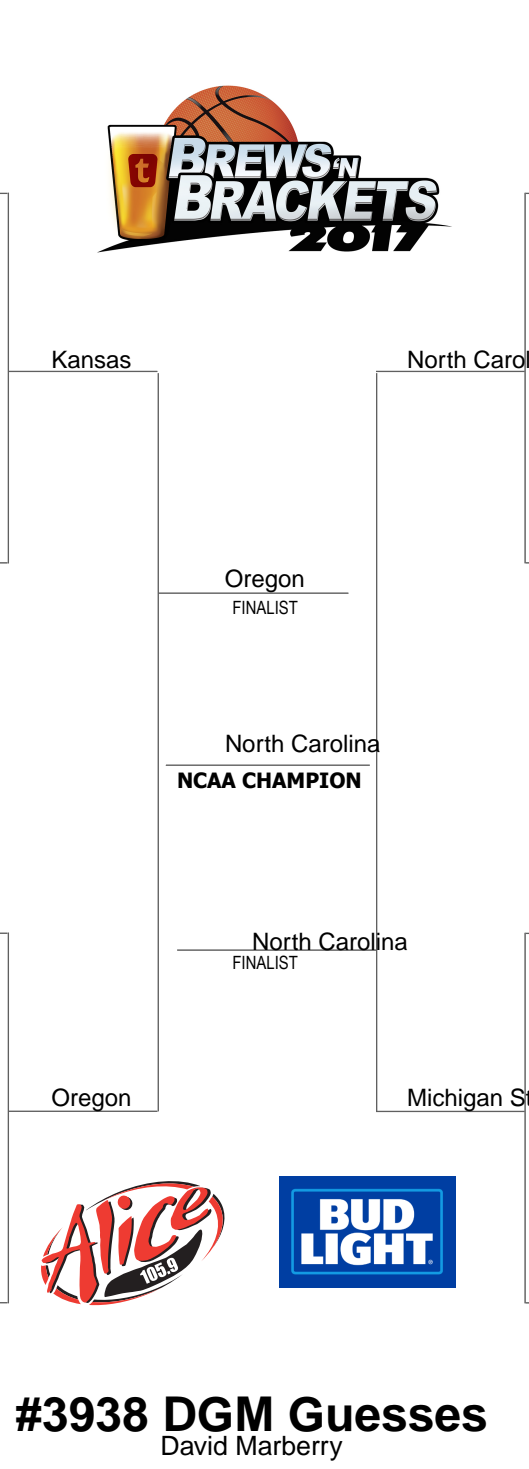 t
BREWS 'N
BRACKETS
2017
Kansas
North Carol
Oregon
FINALIST
North Carolina
NCAA CHAMPION
North Carolina
FINALIST
Oregon
Michigan St
Alice
105.9
BUD
LIGHT
#3938 DGM Guesses
David Marberry